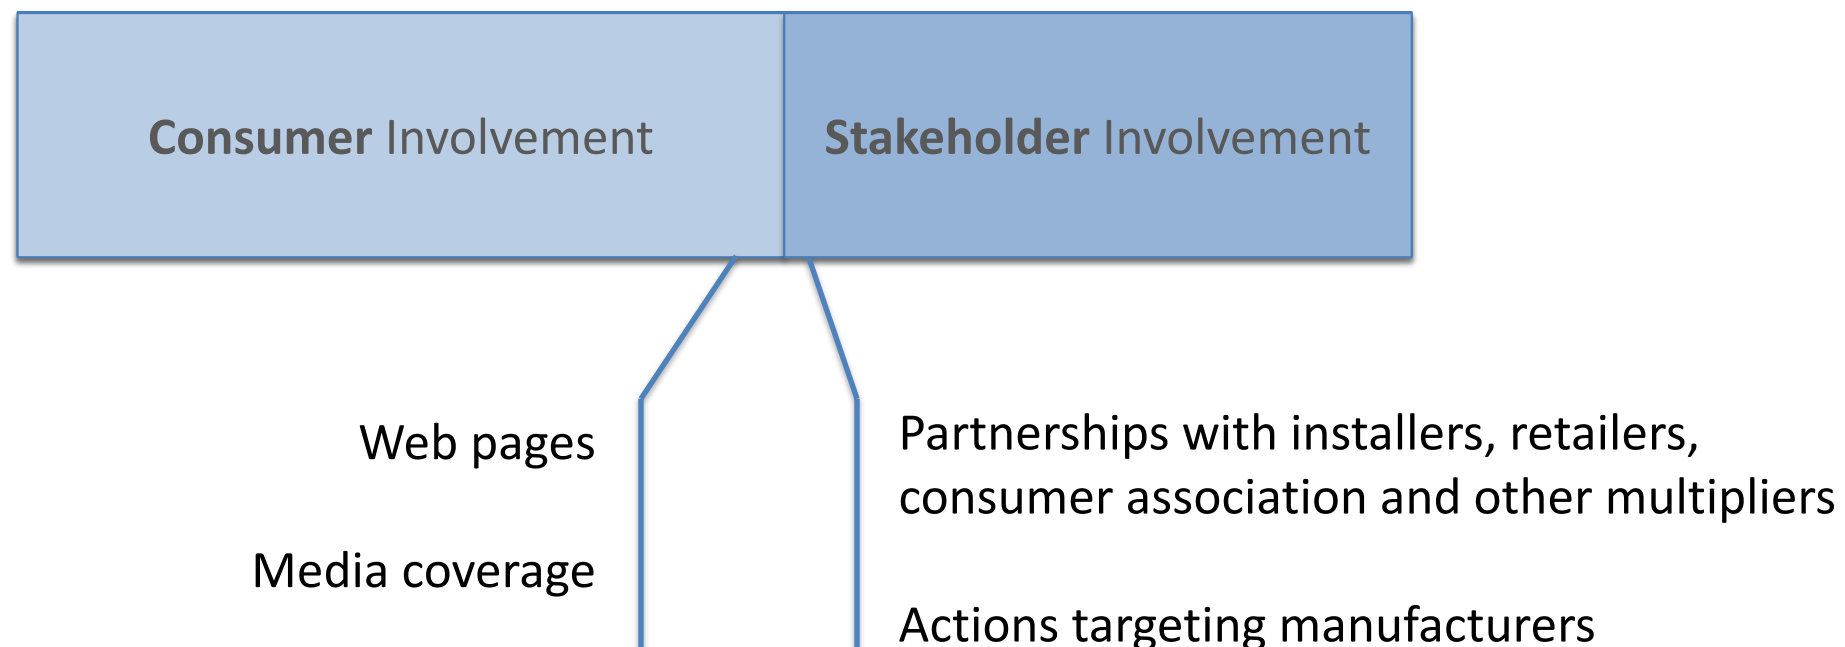 Consumer Involvement
Stakeholder Involvement
Web pages
Media coverage
Partnerships with installers, retailers,
consumer association and other multipliers
Actions targeting manufacturers